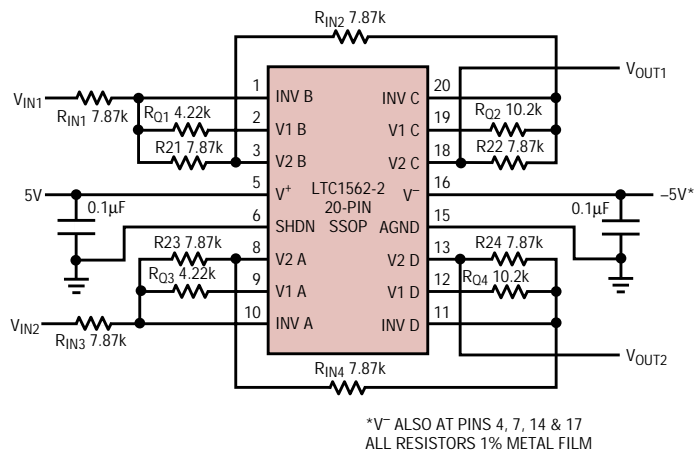 RIN2 7.87k
VOUT1
VIN1
RIN1 7.87k
RQ1 4.22k
R21 7.87k
1
2
3
5
6
8
9
10
INV B
V1 B
V2 B
V+
SHDN
V2 A
V1 A
INV A
LTC1562-2
20-PIN
SSOP
INV C
V1 C
V2 C
V–
AGND
V2 D
V1 D
INV D
20
19
18
16
15
13
12
11
RQ2 10.2k
R22 7.87k
5V
0.1µF
–5V*
0.1µF
R23 7.87k
RQ3 4.22k
R24 7.87k
RQ4 10.2k
VIN2
RIN3 7.87k
RIN4 7.87k
VOUT2
*V– ALSO AT PINS 4, 7, 14 & 17
ALL RESISTORS 1% METAL FILM